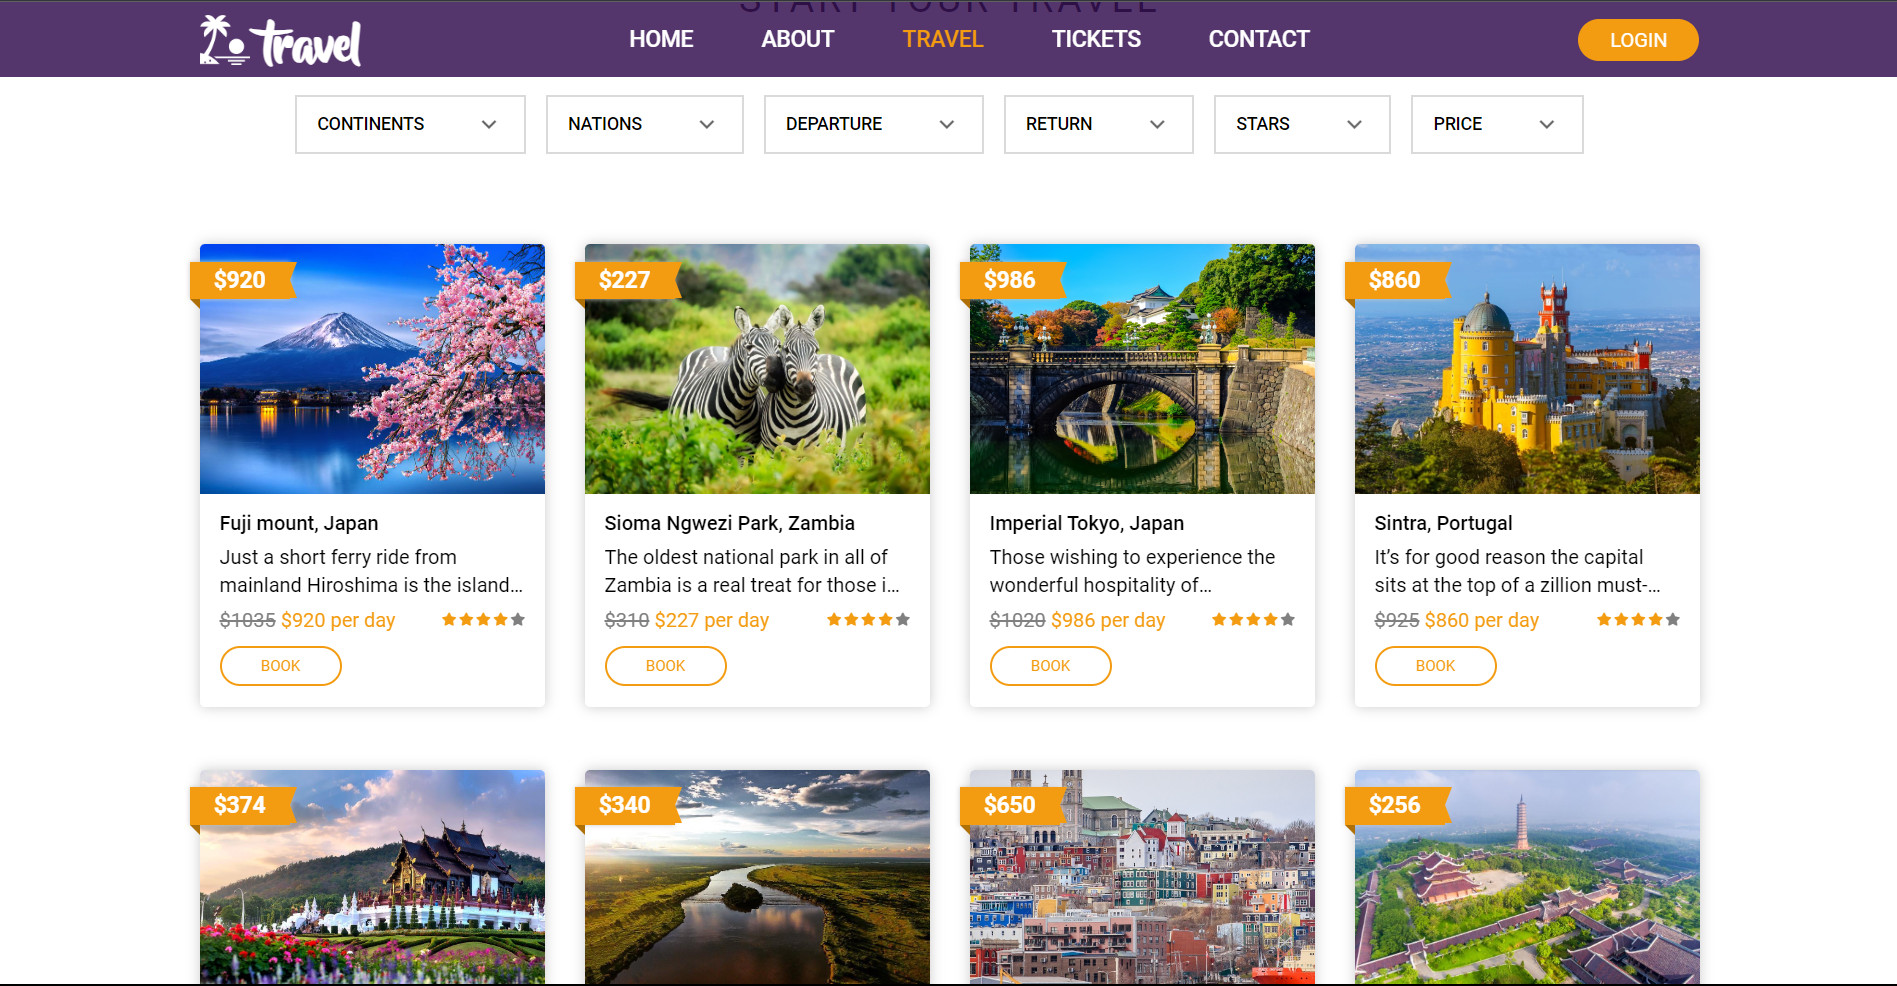 START YOUR TRAVEL
travel
HOME
ABOUT
TRAVEL
TICKETS
CONTACT
LOGIN
CONTINENTS
NATIONS
DEPARTURE
RETURN
STARS
PRICE
$920
$227
$986
$860
Fuji mount, Japan
Just a short ferry ride from
mainland Hiroshima is the island...
$1035 $920 per day
BOOK
Sioma Ngwezi Park, Zambia
The oldest national park in all of
Zambia is a real treat for those i...
$310 $227 per day
BOOK
Imperial Tokyo, Japan
Those wishing to experience the
wonderful hospitality of...
$1020 $986 per day
BOOK
Sintra, Portugal
It’s for good reason the capital
sits at the top of a zillion must-...
$925 $860 per day
BOOK
$374
$340
$650
$256